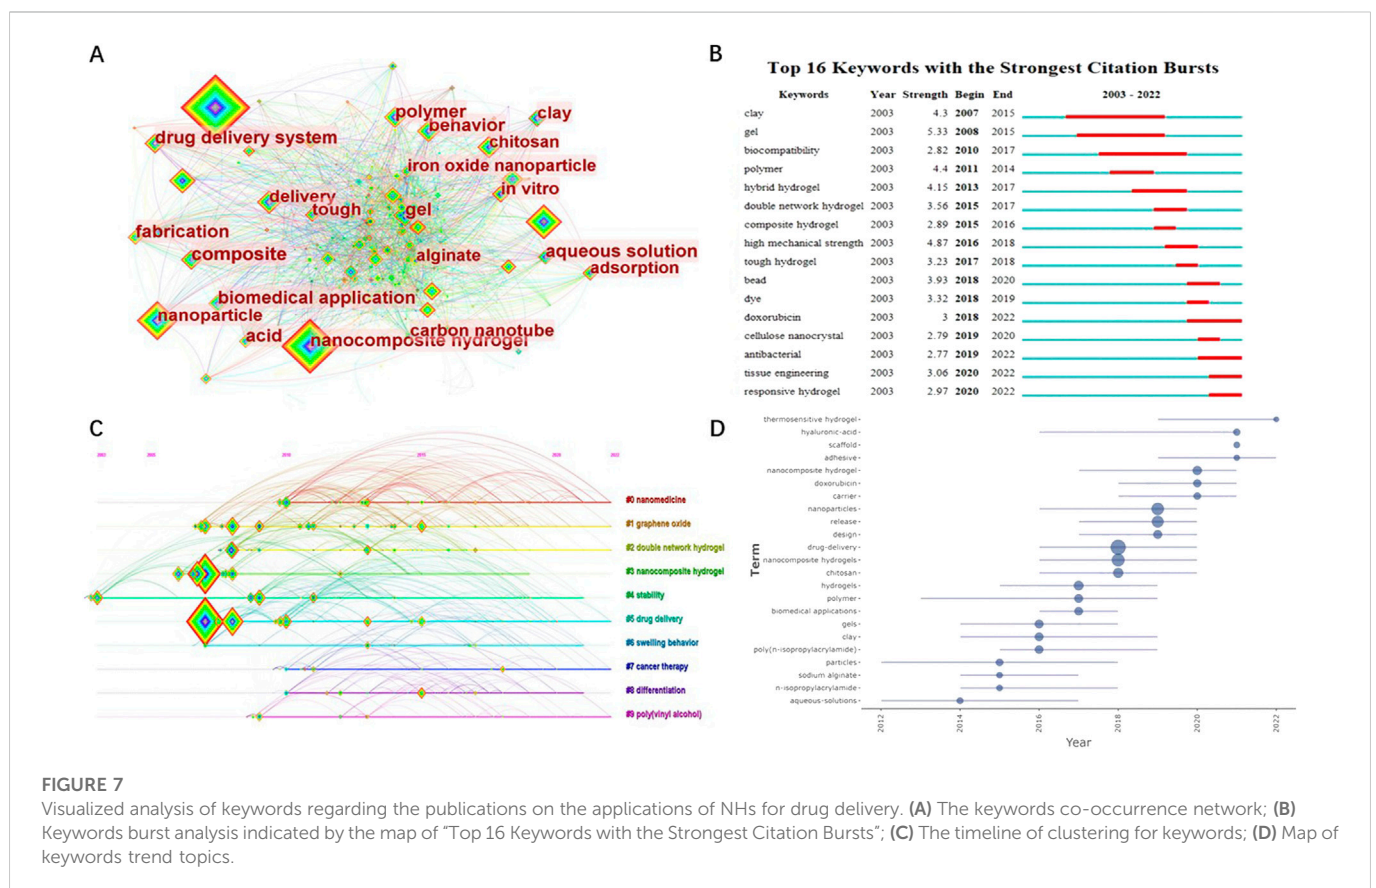 A
drug delivery system
polymer
behavior
clay
chitosan
iron oxide nanoparticle
in vitro
delivery
tough
gel
fabrication
composite
alginate
aqueous solution
adsorption
biomedical application
nanoparticle
acid
carbon nanotube
nanocomposite hydrogel
B
Top 16 Keywords with the Strongest Citation Bursts
Keywords Year Strength Begin End 2003 - 2022
clay 2003 4.3 2007 2015
gel 2003 5.33 2008 2015
biocompatibility 2003 2.82 2010 2017
polymer 2003 4.4 2011 2014
hybrid hydrogel 2003 4.15 2013 2017
double network hydrogel 2003 3.56 2015 2017
composite hydrogel 2003 2.89 2015 2016
high mechanical strength 2003 4.87 2016 2018
tough hydrogel 2003 3.23 2017 2018
bead 2003 3.93 2018 2020
dye 2003 3.32 2018 2019
doxorubicin 2003 3 2018 2022
cellulose nanocrystal 2003 2.79 2019 2020
antibacterial 2003 2.77 2019 2022
tissue engineering 2003 3.06 2020 2022
responsive hydrogel 2003 2.97 2020 2022
C
#0 nanomedicine
#1 graphene oxide
#2 double network hydrogel
#3 nanocomposite hydrogel
#4 stability
#5 drug delivery
#6 swelling behavior
#7 cancer therapy
#8 differentiation
#9 poly(vinyl alcohol)
D
Term
thermosensitive hydrogel
hyaluronic-acid
scaffold
adhesive
nanocomposite hydrogel
doxorubicin
carrier
nanoparticles
release
design
drug-delivery
nanocomposite hydrogels
chitosan
hydrogels
polymer
biomedical applications
gels
clay
poly(n-isopropylacrylamide)
particles
sodium alginate
n-isopropylacrylamide
aqueous-solutions
2012 2014 2016 2018 2020 2022
Year
FIGURE 7
Visualized analysis of keywords regarding the publications on the applications of NHs for drug delivery. (A) The keywords co-occurrence network; (B)
Keywords burst analysis indicated by the map of “Top 16 Keywords with the Strongest Citation Bursts”; (C) The timeline of clustering for keywords; (D) Map of
keywords trend topics.